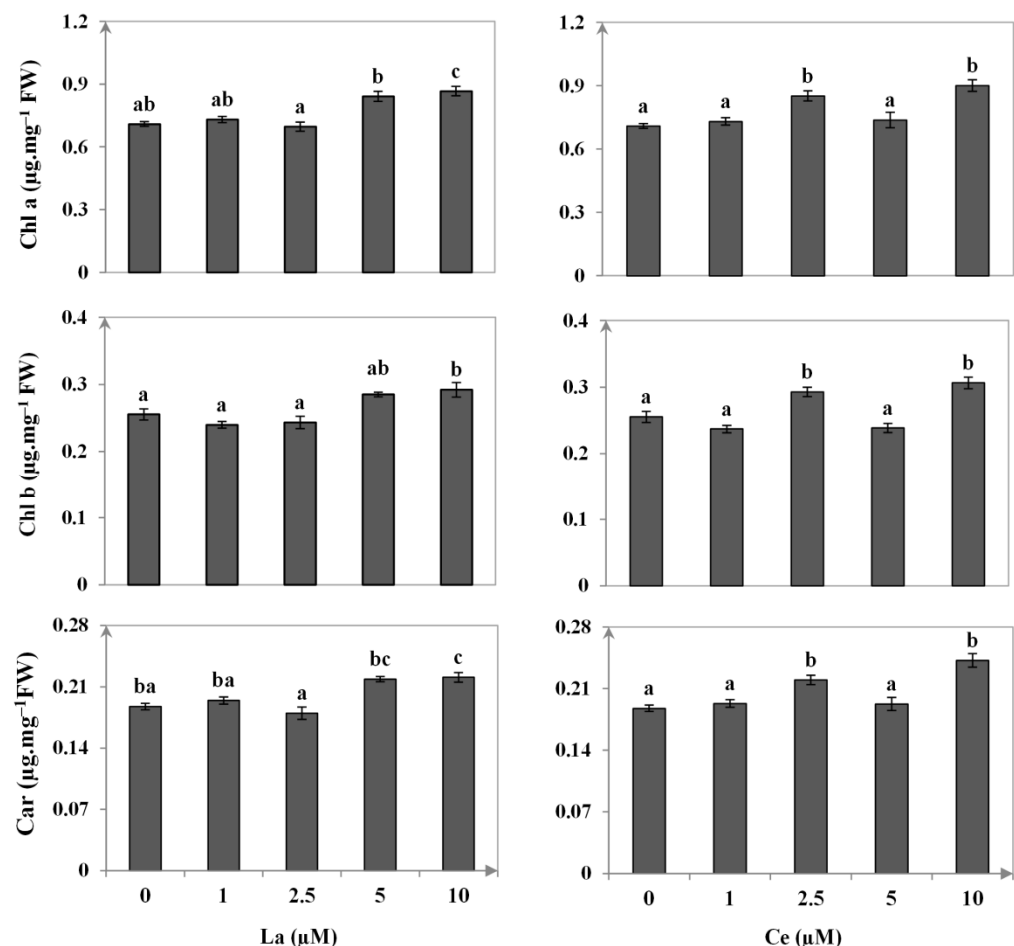 Chl a (µg.mg⁻¹ FW)
1.2
0.9
0.6
0.3
0
ab
ab
a
b
c
1.2
0.9
0.6
0.3
0
a
a
b
a
b
Chl b (µg.mg⁻¹ FW)
0.4
0.3
0.2
0.1
0
a
a
a
ab
b
0.4
0.3
0.2
0.1
0
a
a
b
a
b
Car (µg.mg⁻¹FW)
0.28
0.21
0.14
0.07
0
ba
ba
a
bc
c
0 1 2.5 5 10
La (µM)
0.28
0.21
0.14
0.07
0
a
a
b
a
b
0 1 2.5 5 10
Ce (µM)